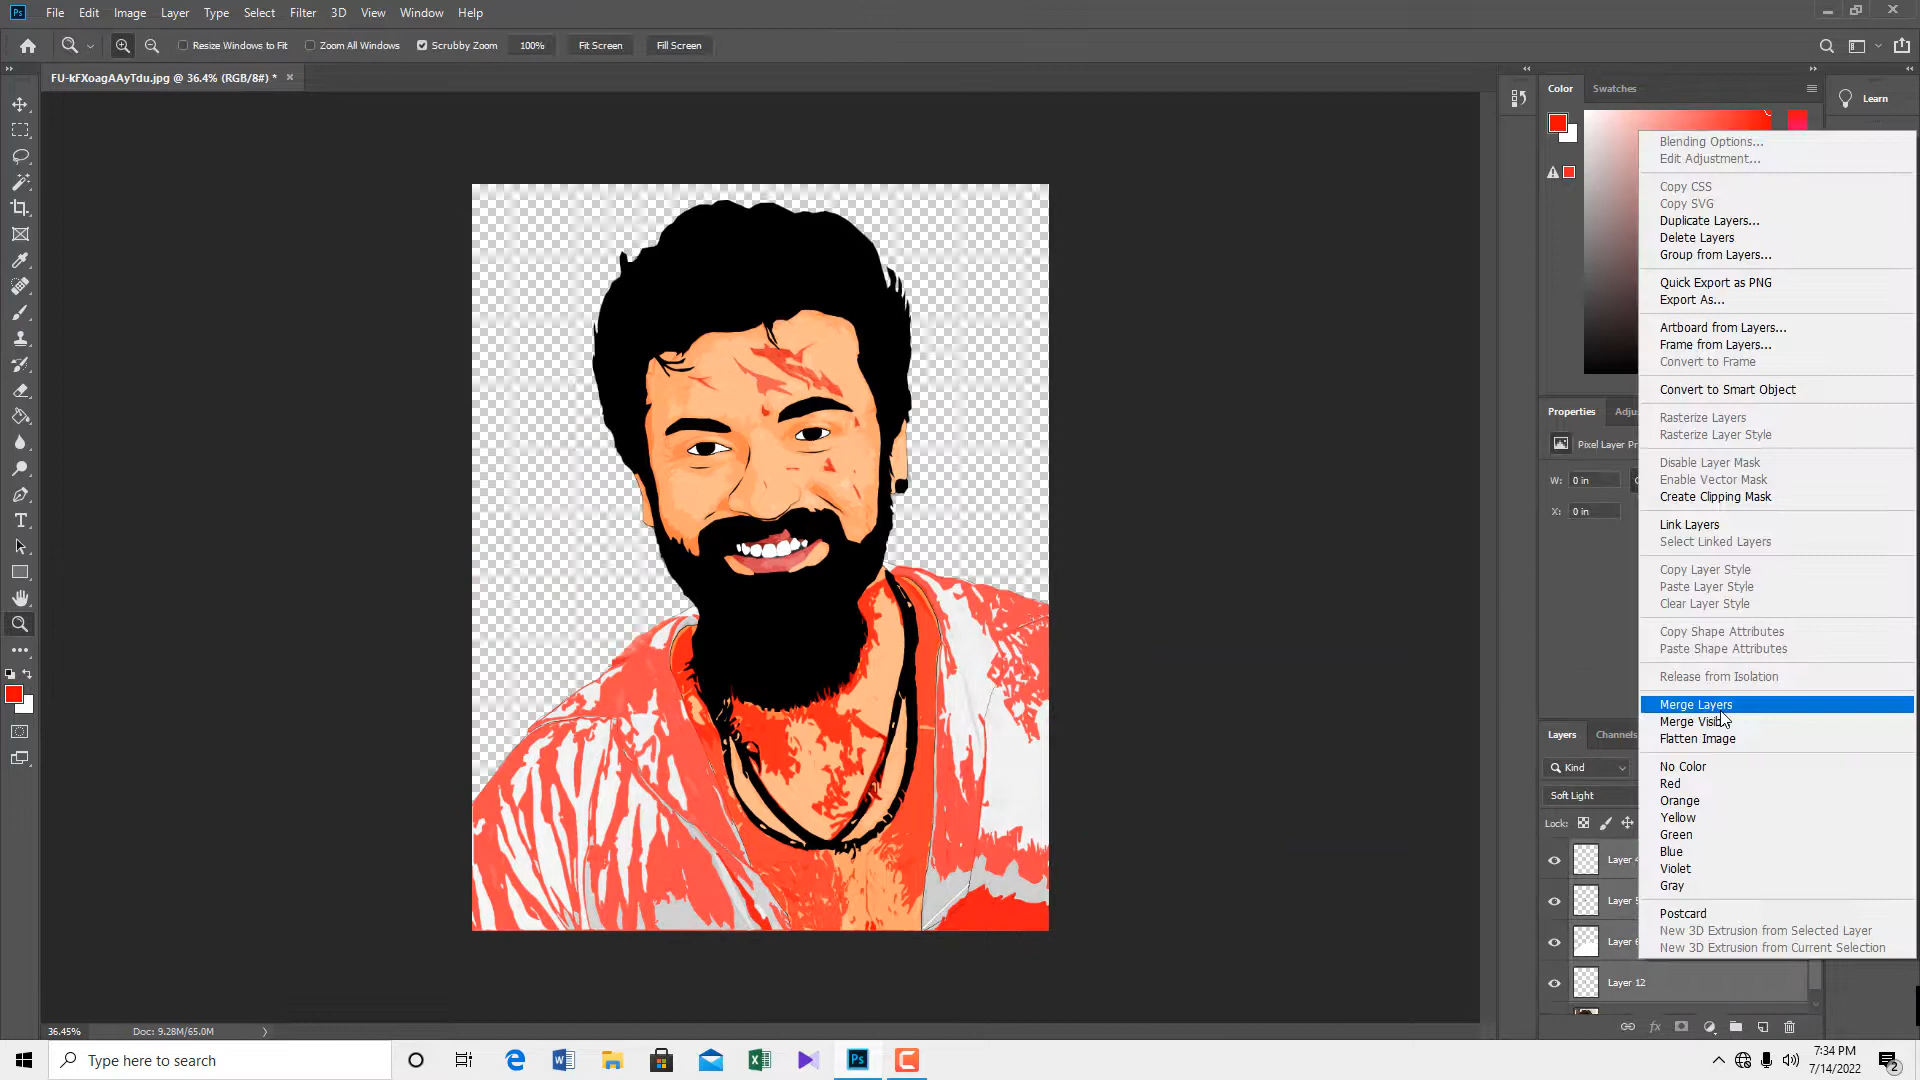 Ps File Edit Image Layer Type Select Filter 3D View Window Help
Resize Windows to Fit Zoom All Windows Scrubby Zoom 100% Fit Screen Fill Screen
FU-kFXoagAAyTdu.jpg @ 36.4% (RGB/8#) *
Color Swatches
Learn
Blending Options...
Edit Adjustment...
Copy CSS
Copy SVG
Duplicate Layers...
Delete Layers
Group from Layers...
Quick Export as PNG
Export As...
Artboard from Layers...
Frame from Layers...
Convert to Frame
Convert to Smart Object
Rasterize Layers
Rasterize Layer Style
Disable Layer Mask
Enable Vector Mask
Create Clipping Mask
Link Layers
Select Linked Layers
Copy Layer Style
Paste Layer Style
Clear Layer Style
Copy Shape Attributes
Paste Shape Attributes
Release from Isolation
Merge Layers
Merge
Flatten Image
No Color
Red
Orange
Yellow
Green
Blue
Violet
Gray
Postcard
New 3D Extrusion from Selected Layer
New 3D Extrusion from Current Selection
Properties
Pixel Layer
W: 0 in
X: 0 in
Layers Channels
Kind
Soft Light
Lock:
Layer
Layer
Layer
Layer 12
fx
36.45% Doc: 9.28M/65.0M
Type here to search
Ps
7:34 PM
7/14/2022
2